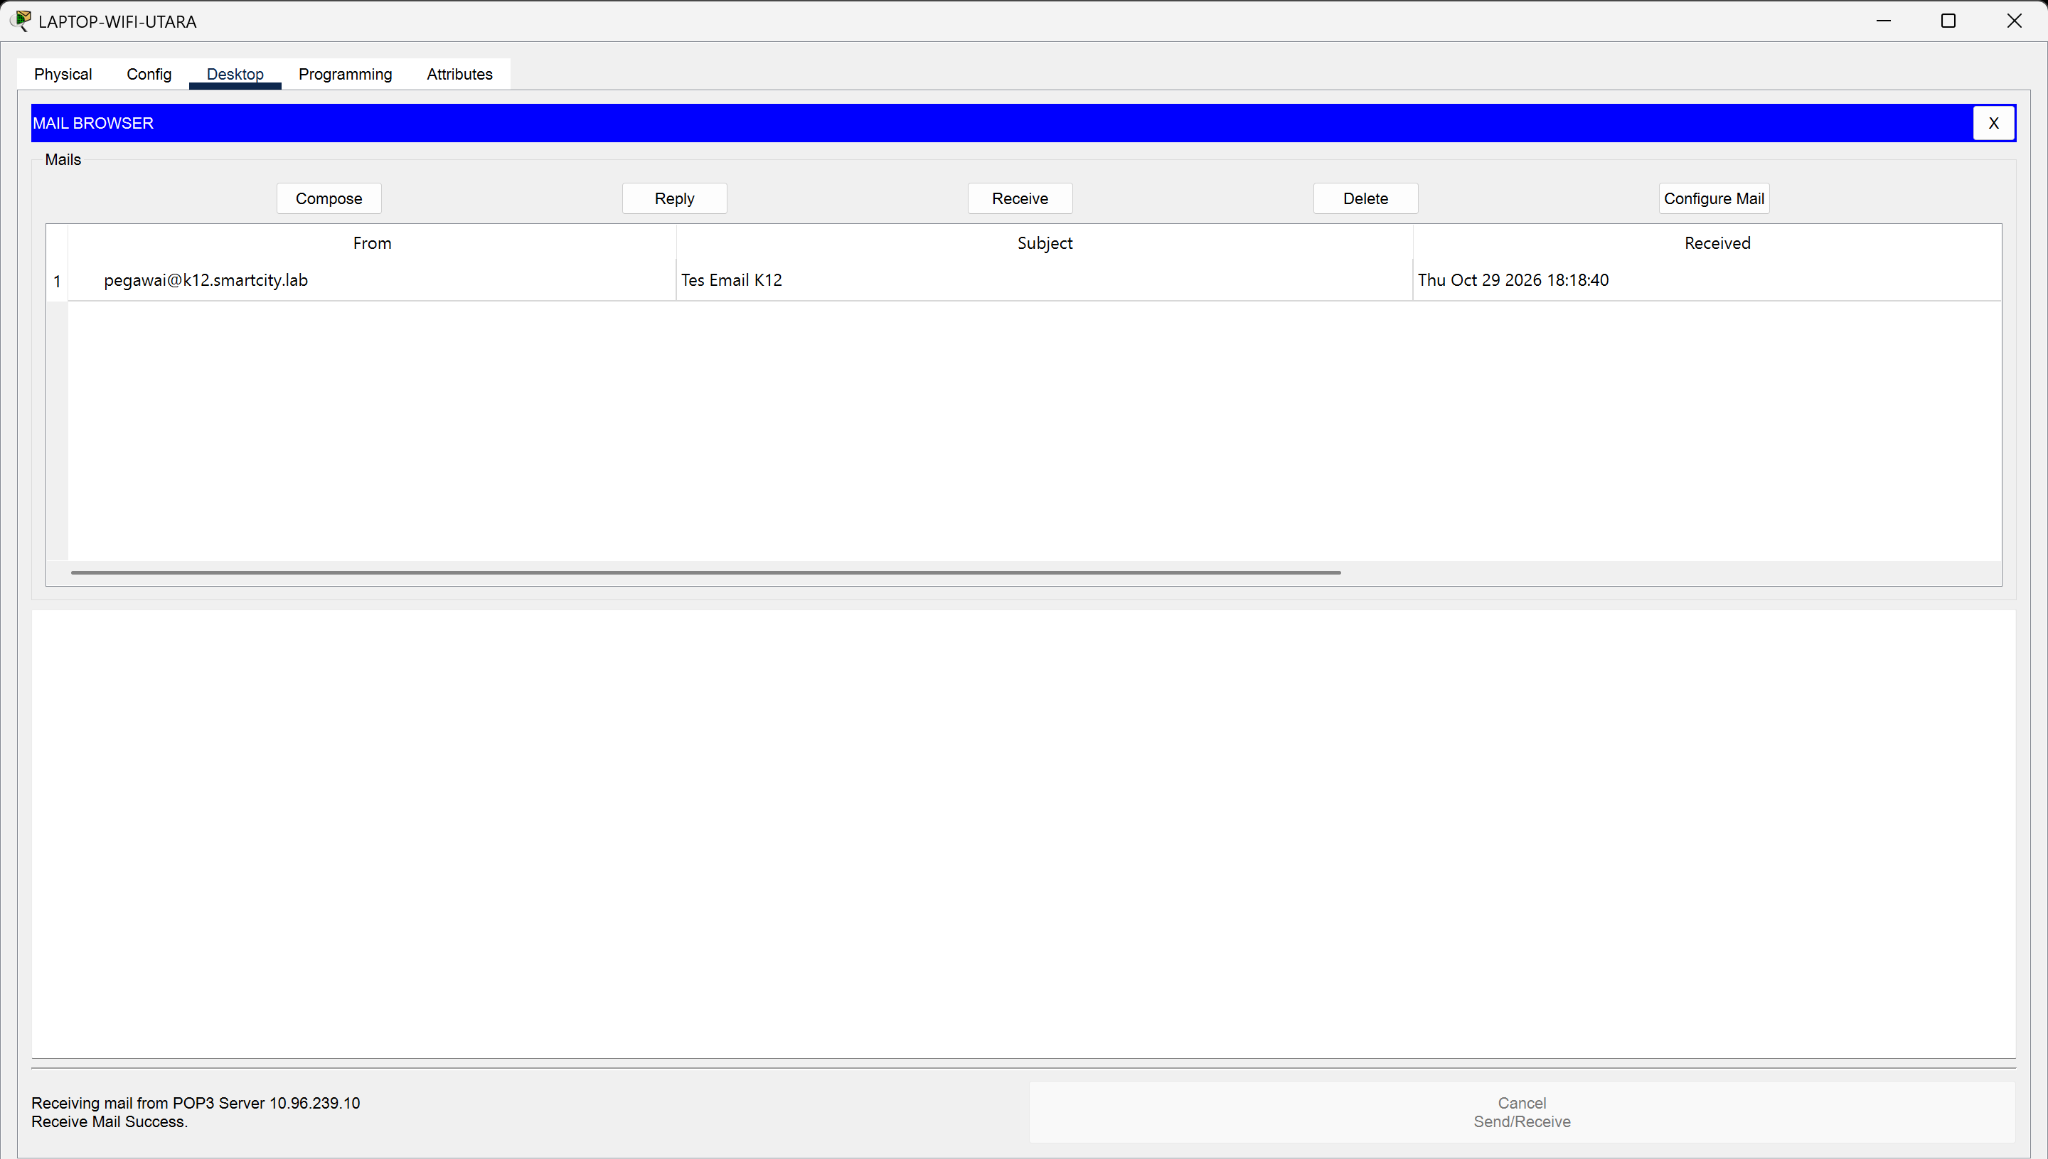 LAPTOP-WIFI-UTARA
Physical Config Desktop Programming Attributes
MAIL BROWSER X
Mails
Compose Reply Receive Delete Configure Mail
From Subject Received
1 pegawai@k12.smartcity.lab Tes Email K12 Thu Oct 29 2026 18:18:40
Receiving mail from POP3 Server 10.96.239.10
Receive Mail Success.
Cancel
Send/Receive